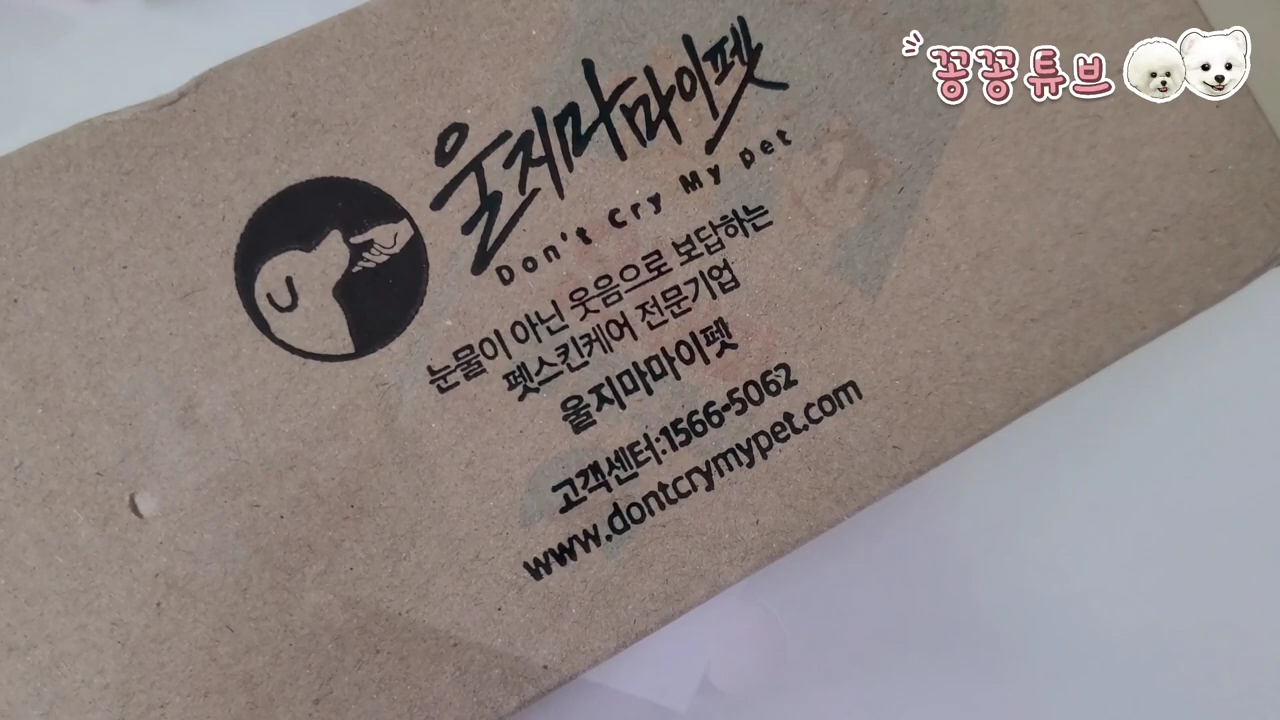 꽁꽁튜브
울지마마이펫
Don't Cry My Pet
눈물이 아닌 웃음으로 보답하는
펫스킨케어 전문기업
울지마마이펫
고객센터:1566-5062
www.dontcrymypet.com